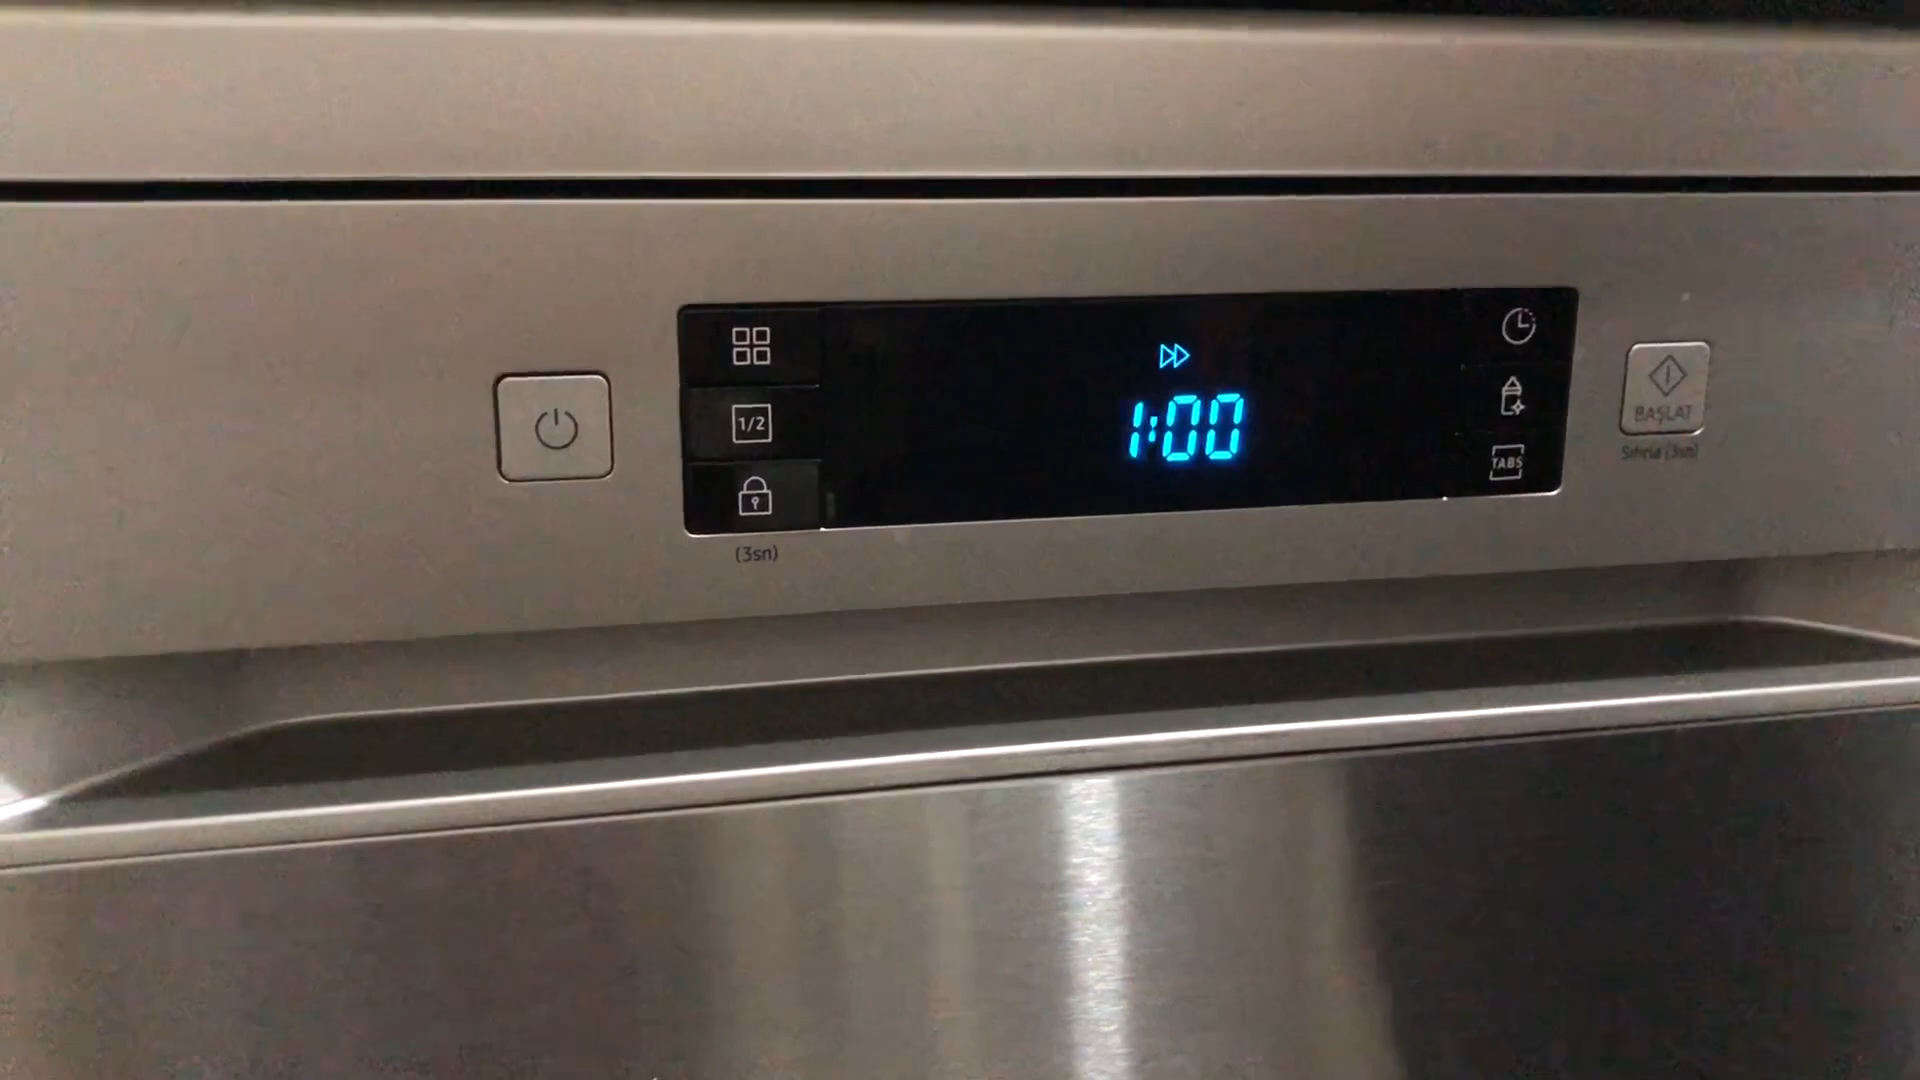 1:00
1/2
TABS
(3sn)
BAŞLAT
Sıfırla (3sn)